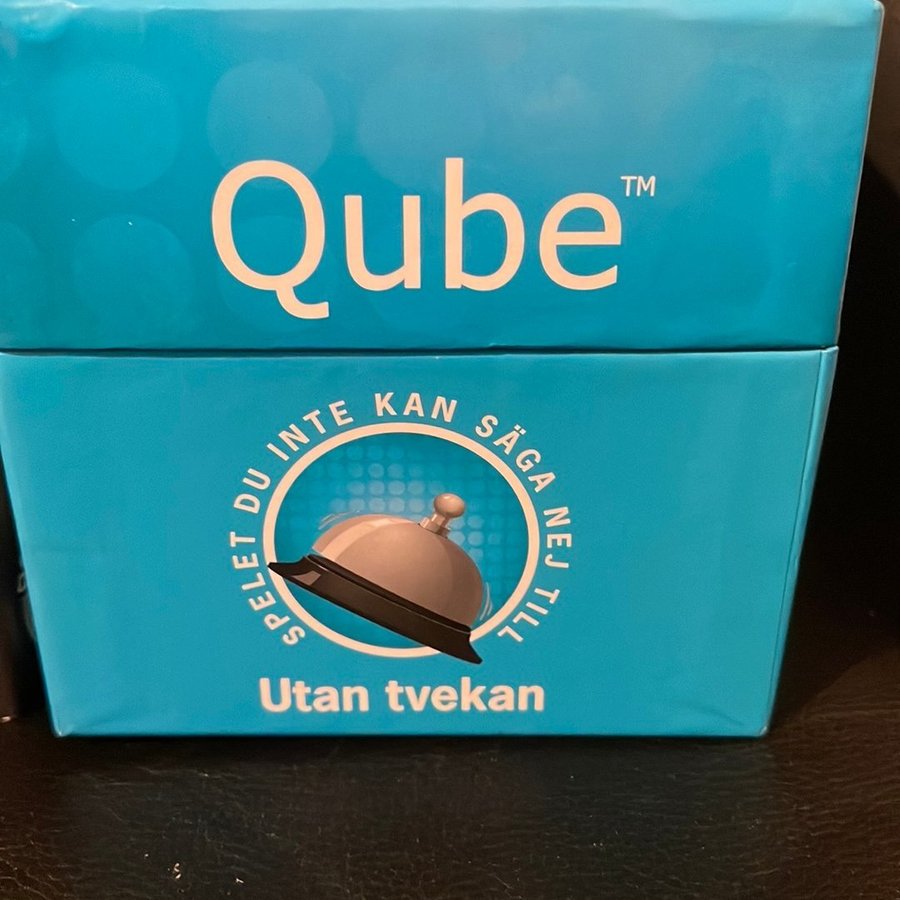 Qube™
SPELET DU INTE KAN SÄGA NEJ TILL
Utan tvekan